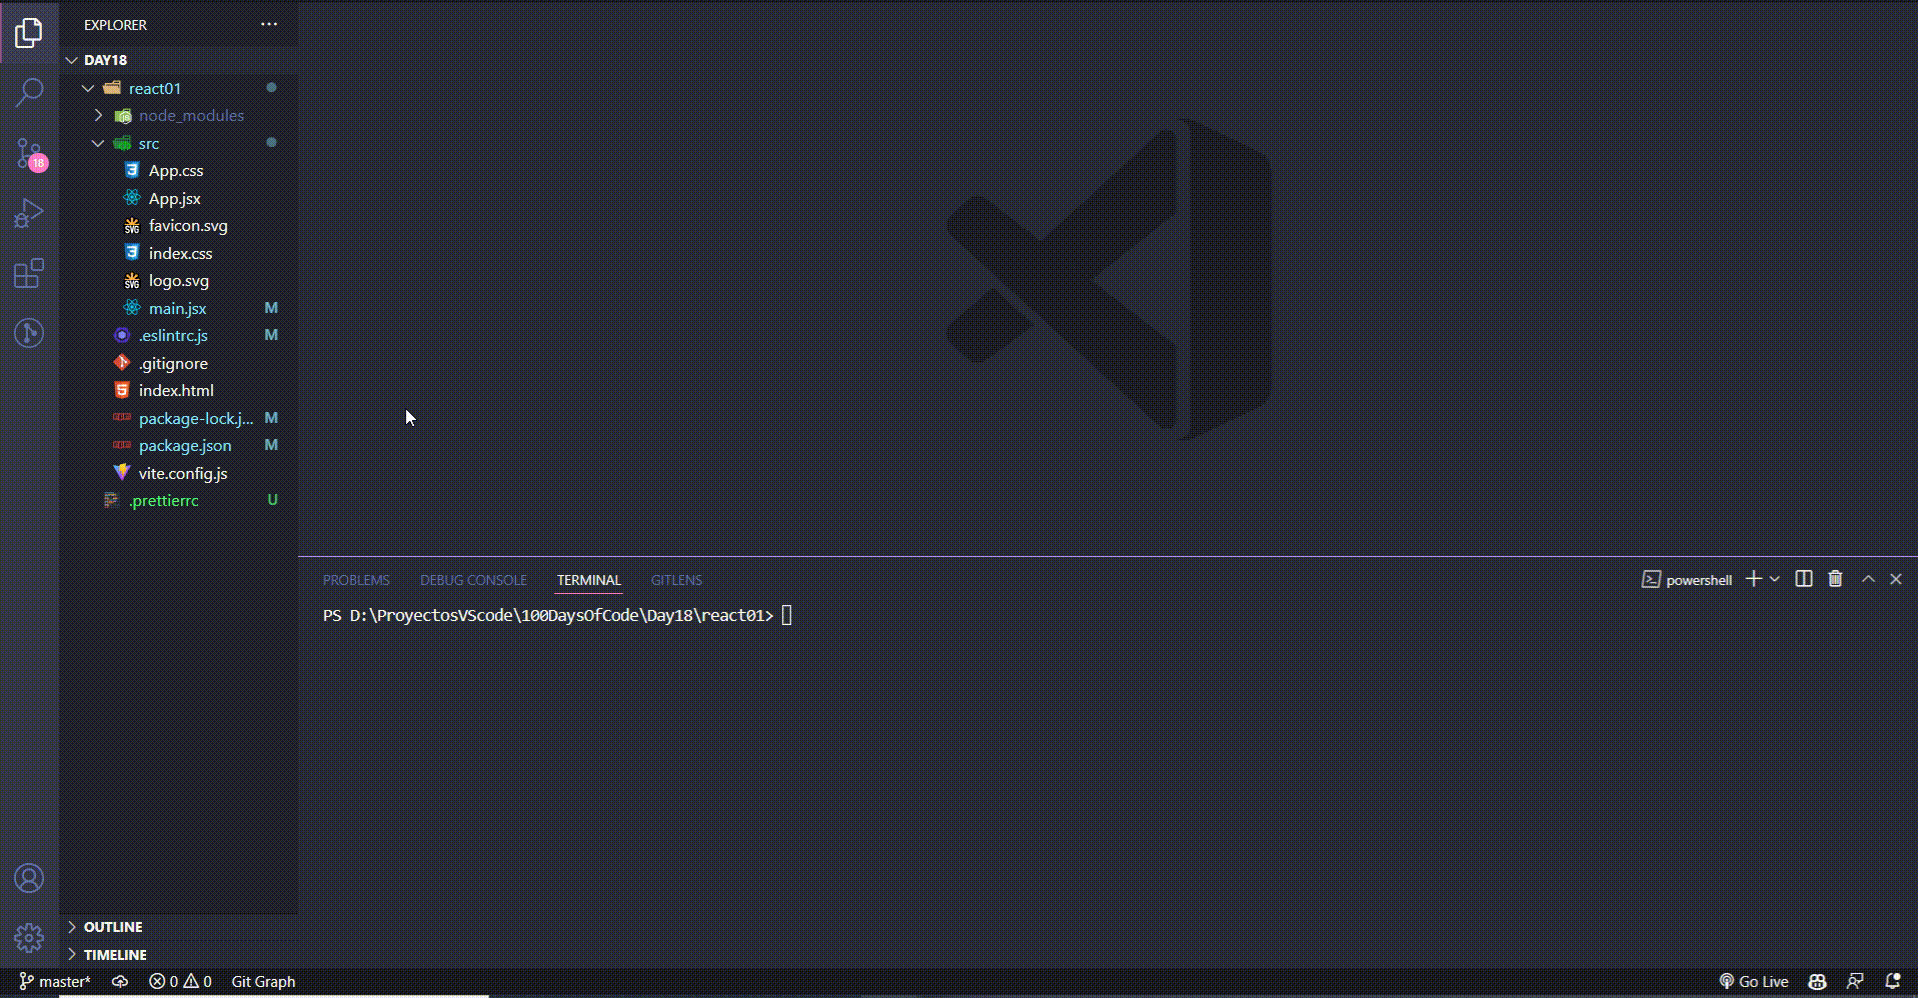 EXPLORER
DAY18
react01
node_modules
src
App.css
App.jsx
favicon.svg
index.css
logo.svg
main.jsx M
.eslintrc.js M
.gitignore
index.html
package-lock.j... M
package.json M
vite.config.js
.prettierrc U
18
PROBLEMS DEBUG CONSOLE TERMINAL GITLENS
powershell
PS D:\ProyectosVScode\100DaysOfCode\Day18\react01>
OUTLINE
TIMELINE
master* 0 0 Git Graph Go Live